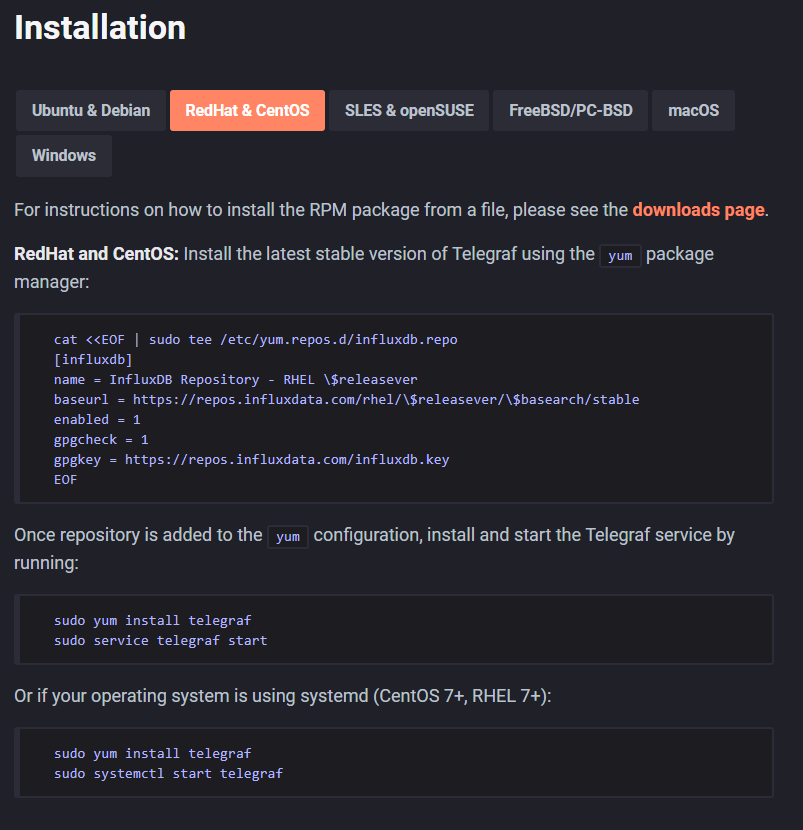 Installation
Ubuntu & Debian RedHat & CentOS SLES & openSUSE FreeBSD/PC-BSD macOS
Windows
For instructions on how to install the RPM package from a file, please see the downloads page.
RedHat and CentOS: Install the latest stable version of Telegraf using the yum package
manager:
cat <<EOF | sudo tee /etc/yum.repos.d/influxdb.repo
[influxdb]
name = InfluxDB Repository - RHEL \$releasever
baseurl = https://repos.influxdata.com/rhel/\$releasever/\$basearch/stable
enabled = 1
gpgcheck = 1
gpgkey = https://repos.influxdata.com/influxdb.key
EOF
Once repository is added to the yum configuration, install and start the Telegraf service by
running:
sudo yum install telegraf
sudo service telegraf start
Or if your operating system is using systemd (CentOS 7+, RHEL 7+):
sudo yum install telegraf
sudo systemctl start telegraf